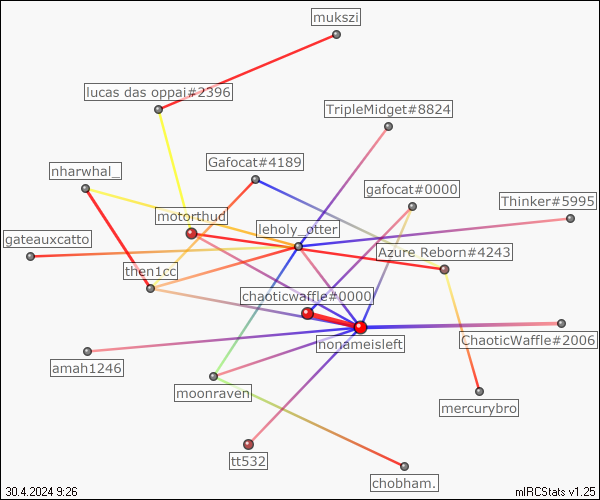 mukszi
lucas das oppai#2396
TripleMidget#8824
Gafocat#4189
nharwhal_
gafocat#0000
Thinker#5995
motorthud
leholy_otter
gateauxcatto
Azure Reborn#4243
then1cc
chaoticwaffle#0000
nonameisleft
ChaoticWaffle#2006
amah1246
moonraven
mercurybro
tt532
chobham.
30.4.2024 9:26
mIRCStats v1.25